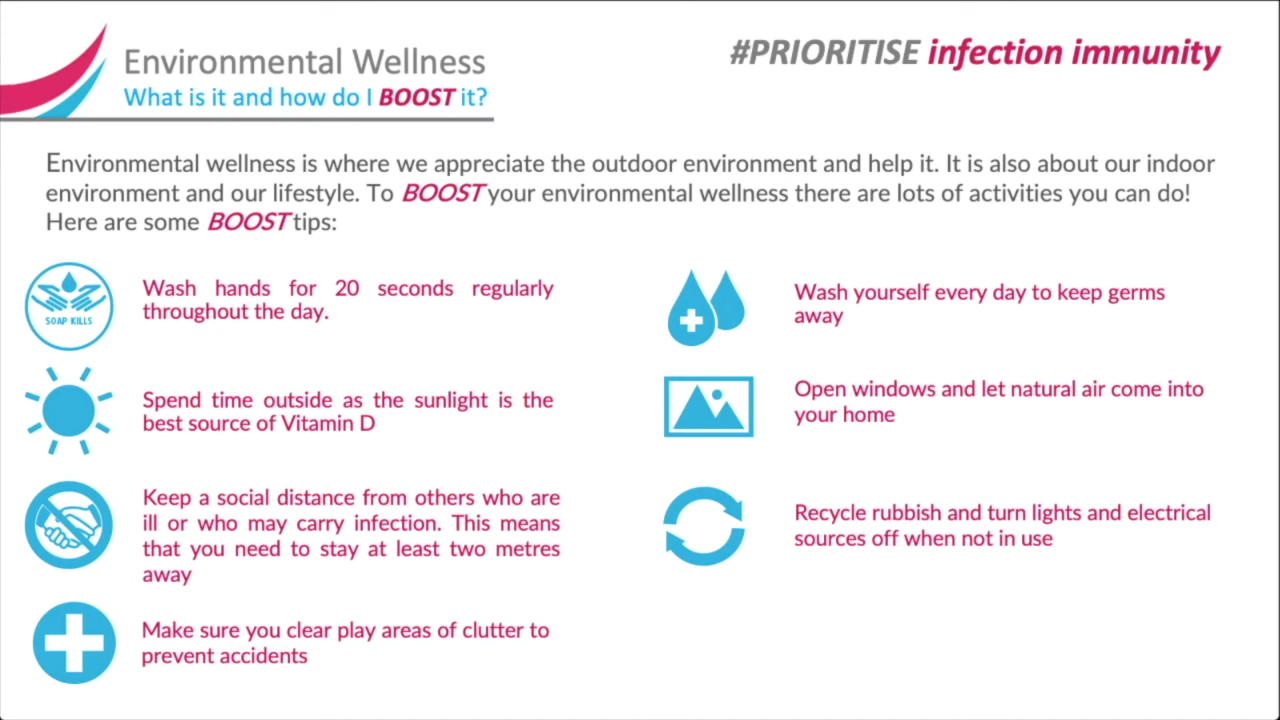 Environmental Wellness
What is it and how do I BOOST it?
#PRIORITISE infection immunity
Environmental wellness is where we appreciate the outdoor environment and help it. It is also about our indoor
environment and our lifestyle. To BOOST your environmental wellness there are lots of activities you can do!
Here are some BOOST tips:
SOAP KILLS
Wash hands for 20 seconds regularly
throughout the day.
Spend time outside as the sunlight is the
best source of Vitamin D
Keep a social distance from others who are
ill or who may carry infection. This means
that you need to stay at least two metres
away
Make sure you clear play areas of clutter to
prevent accidents
Wash yourself every day to keep germs
away
Open windows and let natural air come into
your home
Recycle rubbish and turn lights and electrical
sources off when not in use